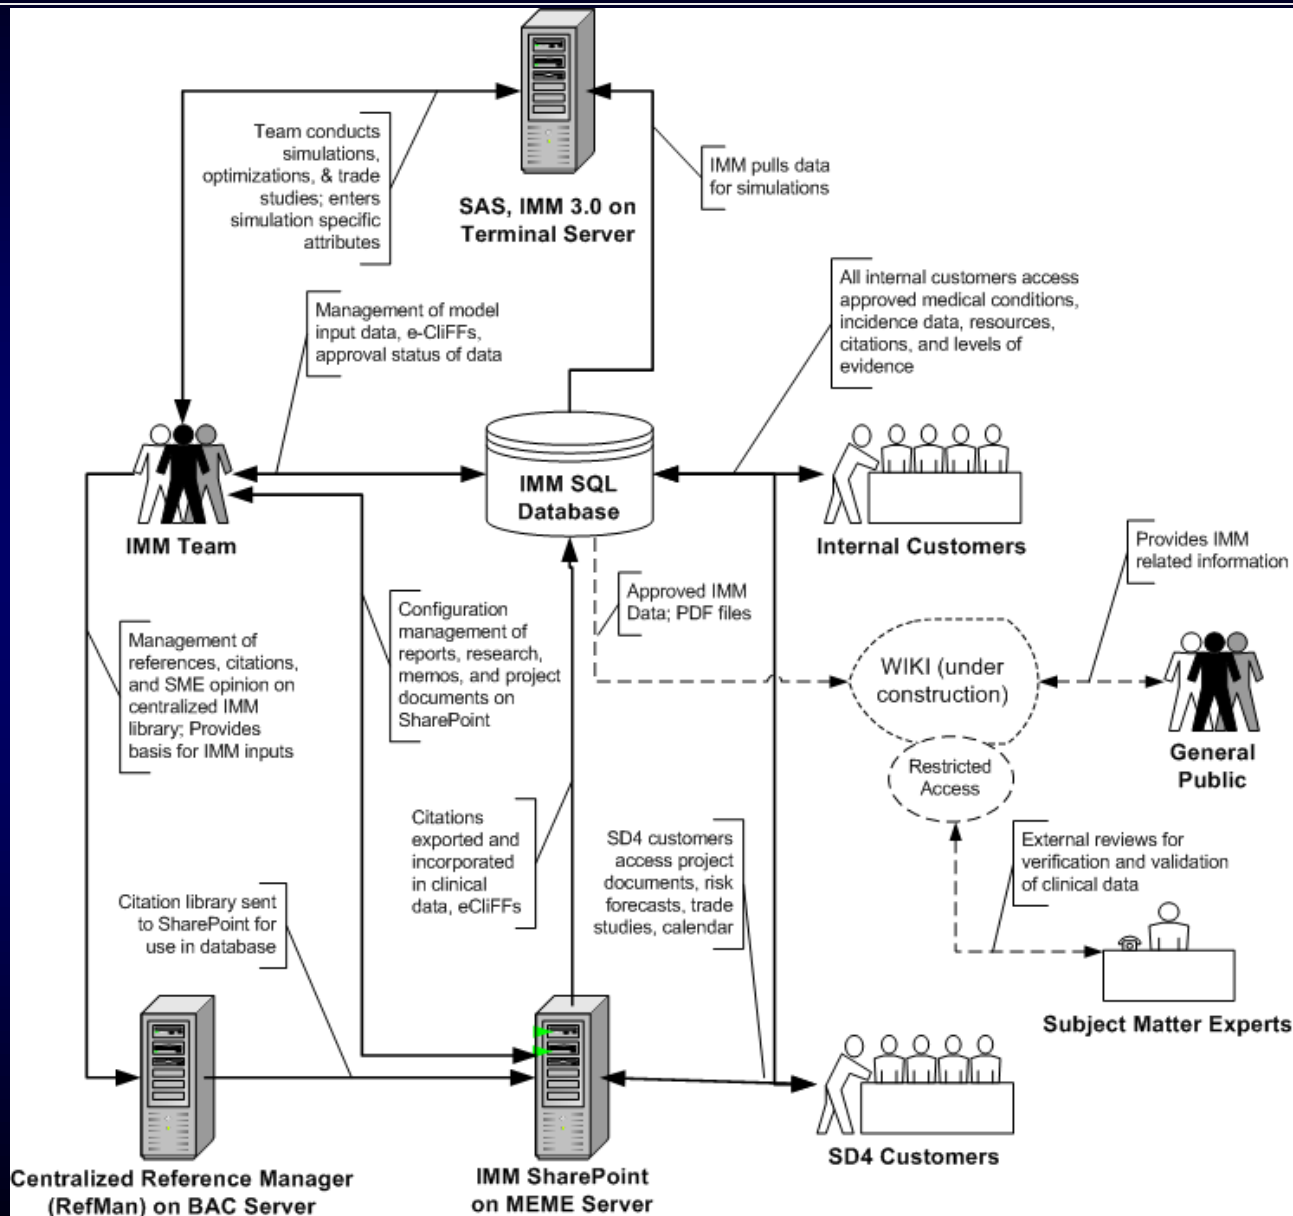 Team conducts
simulations,
optimizations, & trade
studies; enters
simulation specific
attributes
SAS, IMM 3.0 on
Terminal Server
IMM pulls data
for simulations
Management of model
input data, e-CliFFs,
approval status of data
All internal customers access
approved medical conditions,
incidence data, resources,
citations, and levels of
evidence
IMM Team
IMM SQL
Database
Internal Customers
Provides IMM
related information
Management of
references, citations,
and SME opinion on
centralized IMM
library; Provides
basis for IMM inputs
Configuration
management of
reports, research,
memos, and project
documents on
SharePoint
Approved IMM
Data; PDF files
WIKI (under
construction)
Restricted
Access
General
Public
Citations
exported and
incorporated
in clinical
data, eCliFFs
SD4 customers
access project
documents, risk
forecasts, trade
studies, calendar
External reviews for
verification and validation
of clinical data
Citation library sent
to SharePoint for
use in database
Subject Matter Experts
Centralized Reference Manager
(RefMan) on BAC Server
IMM SharePoint
on MEME Server
SD4 Customers